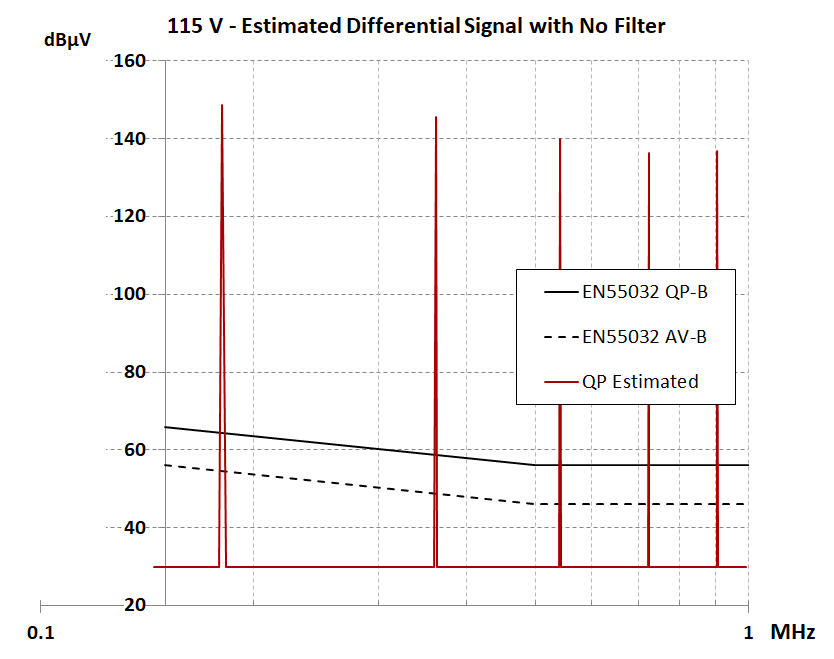 115 V - Estimated Differential Signal with No Filter
dBµV
160
140
120
100
80
60
40
20
EN55032 QP-B
EN55032 AV-B
QP Estimated
0.1
1
MHz